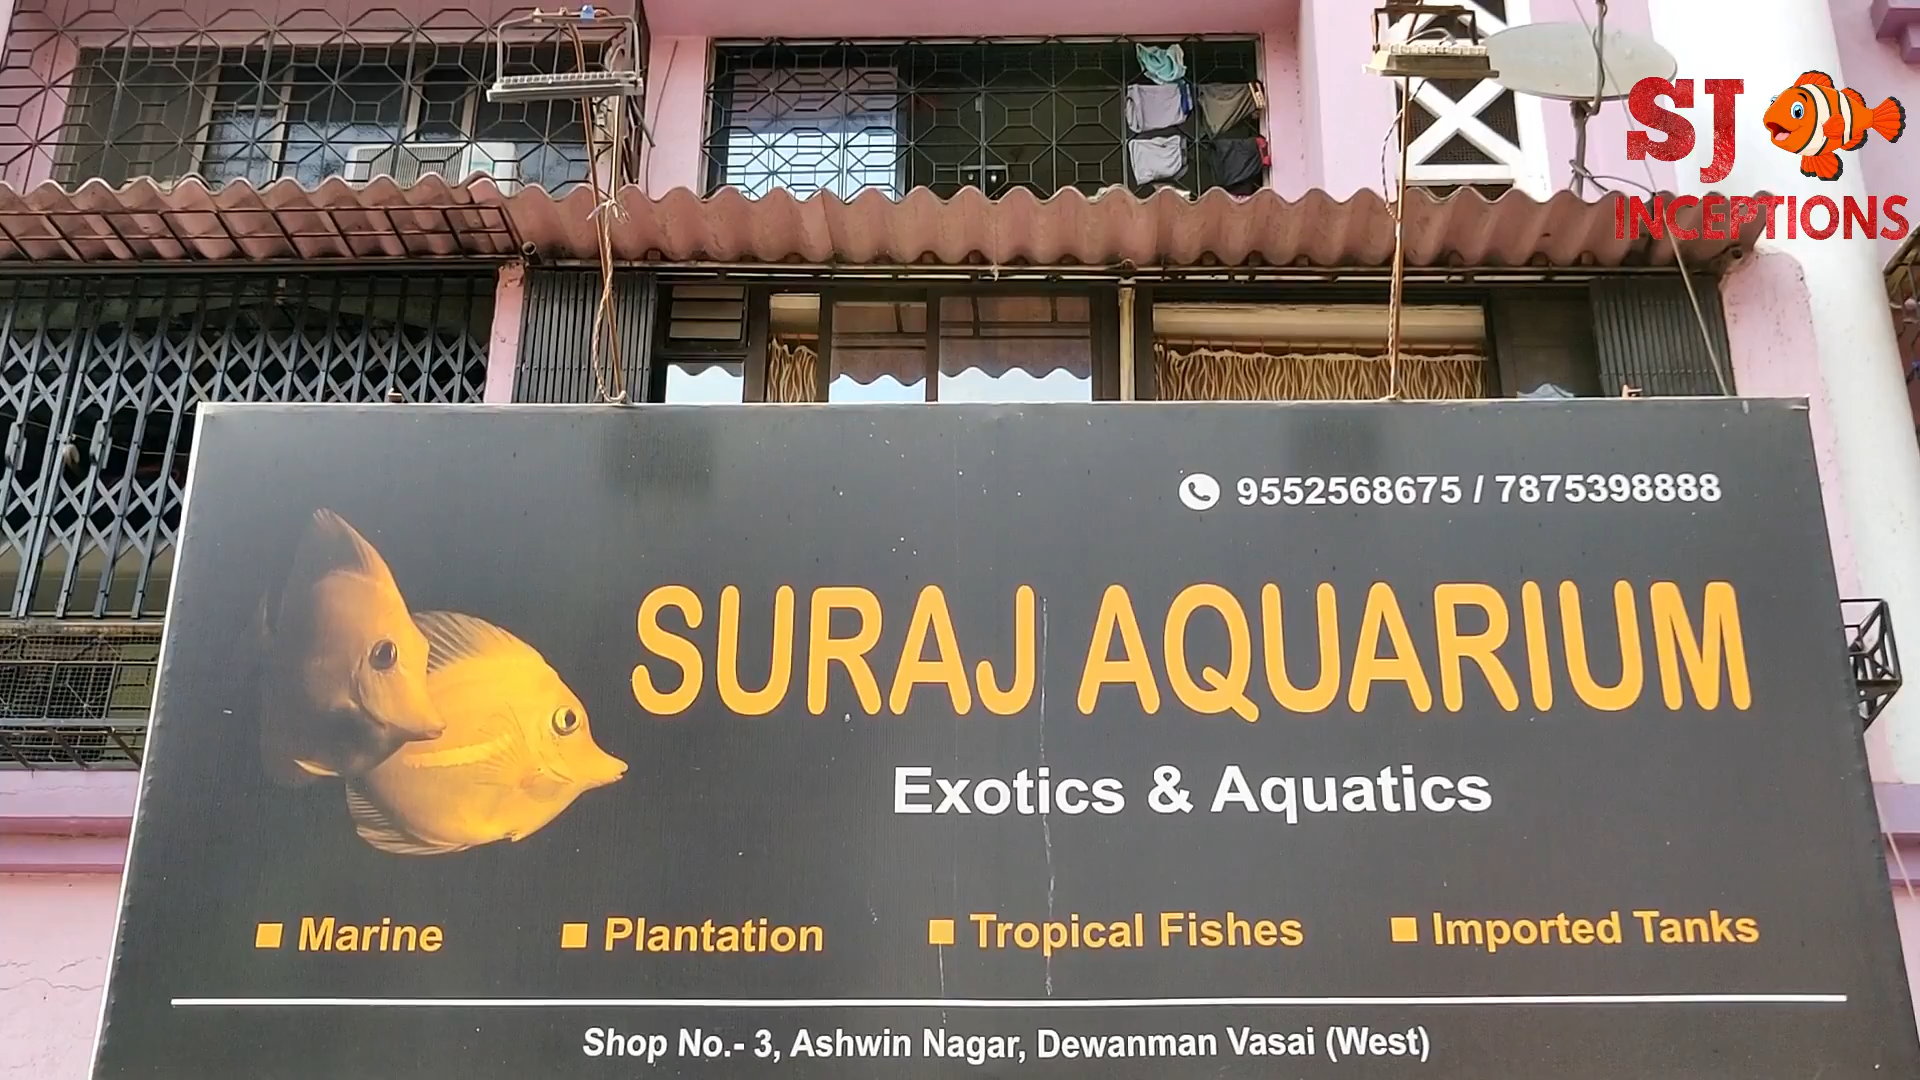 SJ
INCEPTIONS
9552568675 / 7875398888
SURAJ AQUARIUM
Exotics & Aquatics
■ Marine ■ Plantation ■ Tropical Fishes ■ Imported Tanks
Shop No.- 3, Ashwin Nagar, Dewanman Vasai (West)